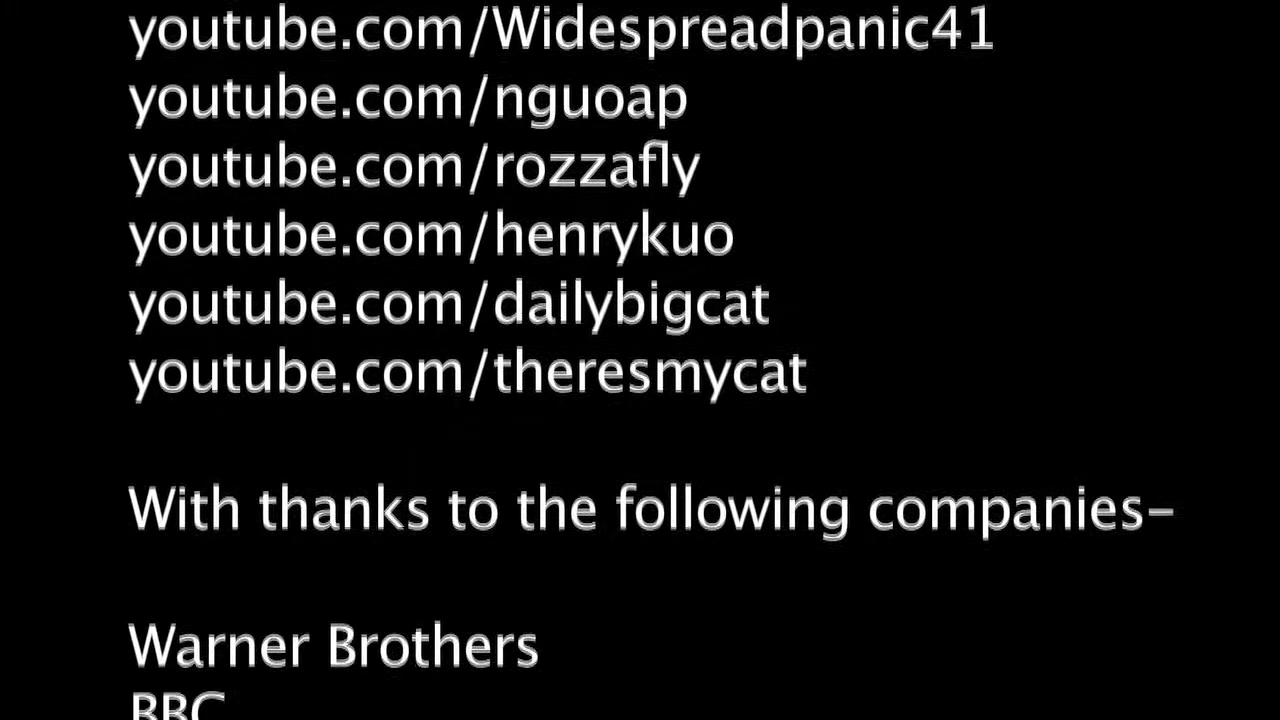 youtube.com/Widespreadpanic41
youtube.com/nguoap
youtube.com/rozzafly
youtube.com/henrykuo
youtube.com/dailybigcat
youtube.com/theresmycat
With thanks to the following companies-
Warner Brothers
BBC